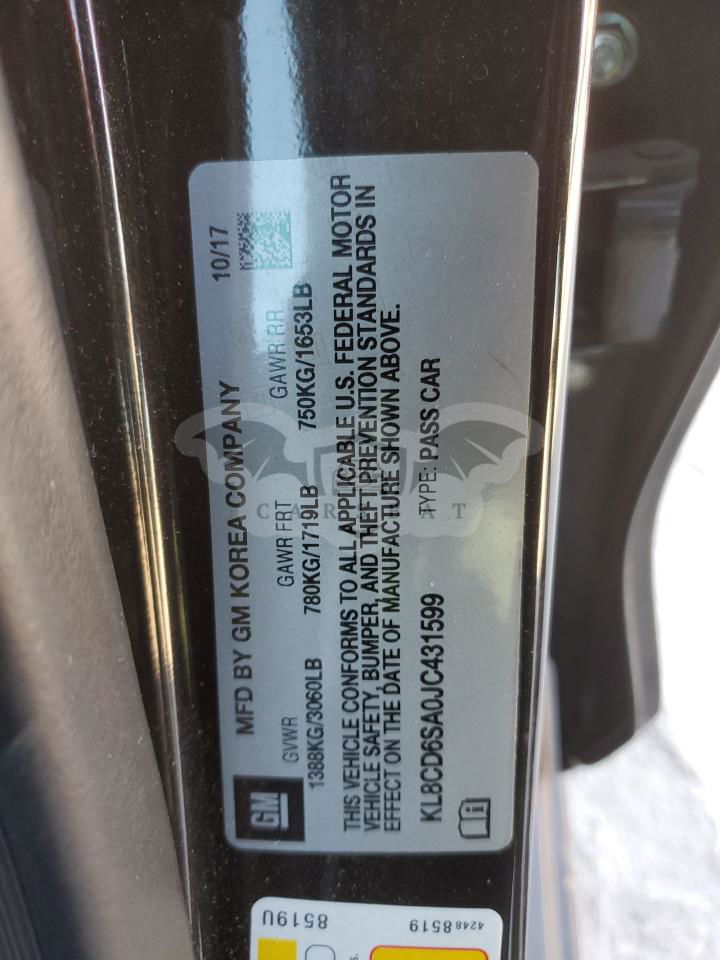 MFD BY GM KOREA COMPANY 10/17
GM
GVWR GAWR FRT GAWR RR
1388KG/3060LB 780KG/1719LB 750KG/1653LB
THIS VEHICLE CONFORMS TO ALL APPLICABLE U.S. FEDERAL MOTOR
VEHICLE SAFETY, BUMPER, AND THEFT PREVENTION STANDARDS IN
EFFECT ON THE DATE OF MANUFACTURE SHOWN ABOVE.
KL8CD6SA0JC431599 TYPE: PASS CAR
i
8519U
4248 8519